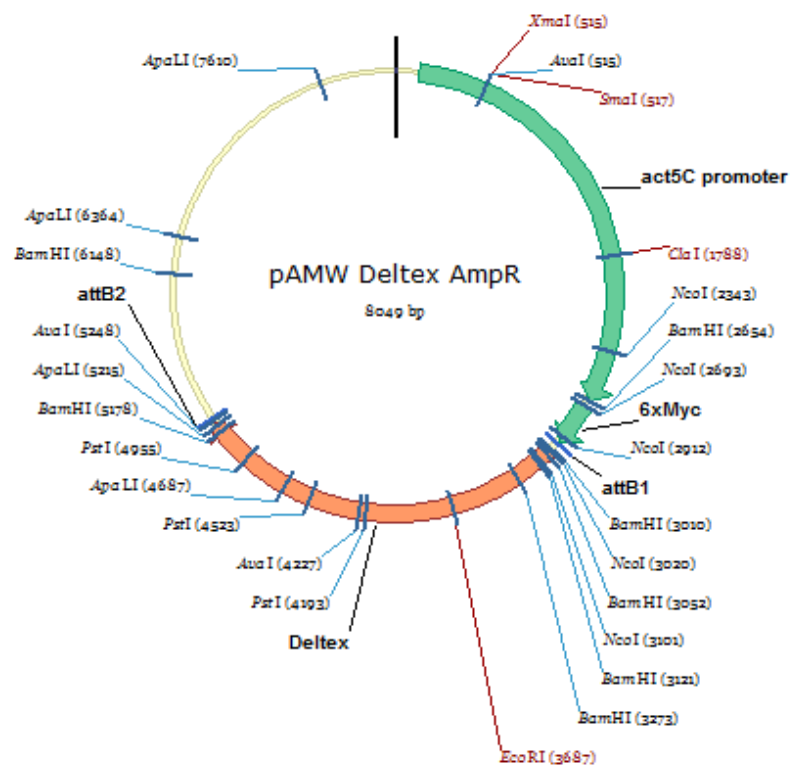 XmaI (515)
ApaLI (7610)
AvaI (515)
SmaI (517)
act5C promoter
ApaLI (6364)
ClaI (1788)
BamHI (6148)
pAMW Deltex AmpR
8049 bp
attB2
NcoI (2343)
AvaI (5248)
BamHI (2654)
ApaLI (5215)
NcoI (2693)
BamHI (5178)
6xMyc
PstI (4955)
NcoI (2912)
ApaLI (4687)
attB1
PstI (4523)
BamHI (3010)
AvaI (4227)
NcoI (3020)
PstI (4193)
BamHI (3052)
Deltex
NcoI (3101)
BamHI (3121)
BamHI (3273)
EcoRI (3687)